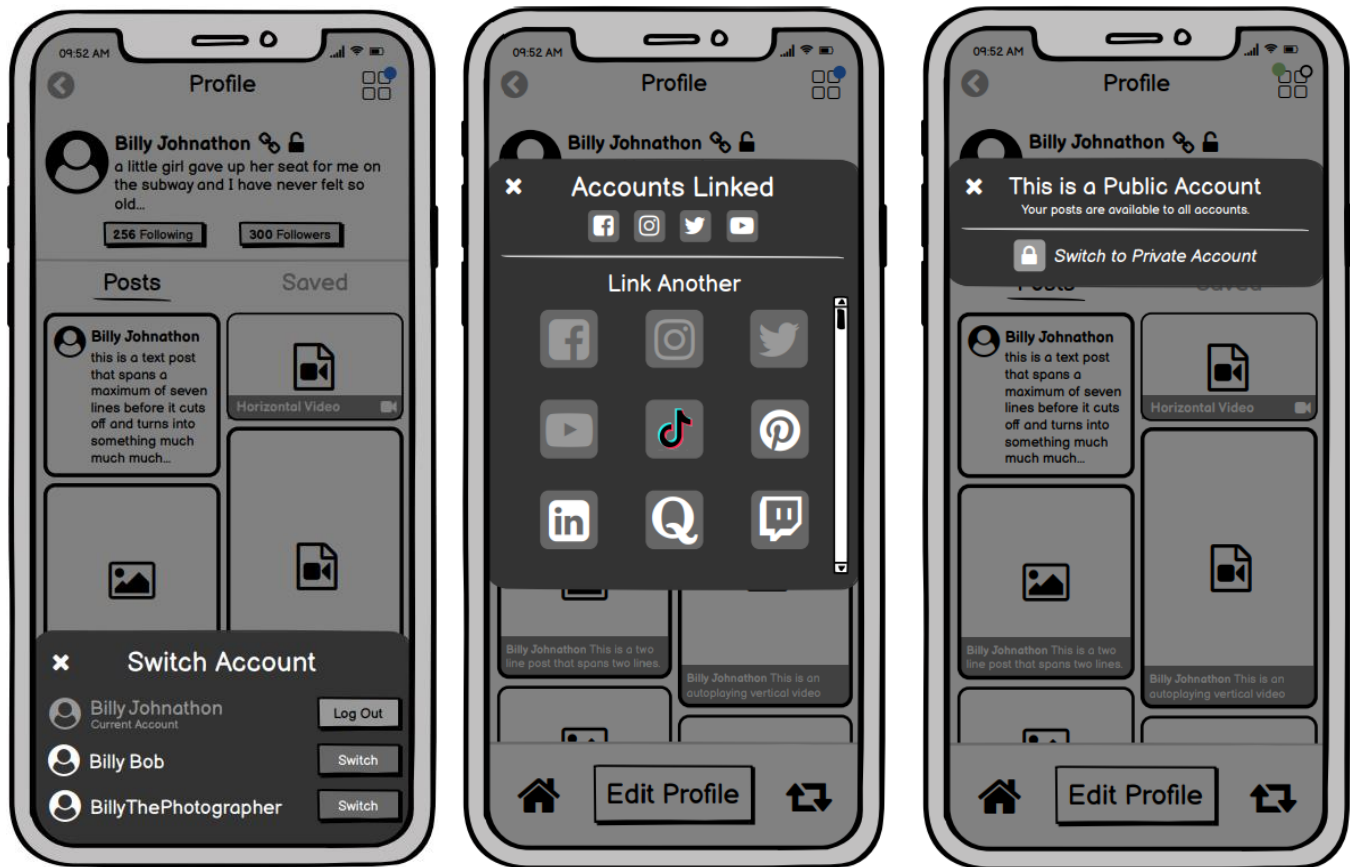 09:52 AM
Profile
Billy Johnathon
a little girl gave up her seat for me on
the subway and I have never felt so
old...
256 Following
300 Followers
Posts
Saved
Billy Johnathon
this is a text post
that spans a
maximum of seven
lines before it cuts
off and turns into
something much
much much...
Horizontal Video
Switch Account
Billy Johnathon
Current Account
Log Out
Billy Bob
Switch
BillyThePhotographer
Switch
09:52 AM
Profile
Billy Johnathon
Accounts Linked
Link Another
in
Q
Billy Johnathon This is a two
line post that spans two lines.
Billy Johnathon This is an
autoplaying vertical video
Edit Profile
09:52 AM
Profile
Billy Johnathon
This is a Public Account
Your posts are available to all accounts.
Switch to Private Account
Billy Johnathon
this is a text post
that spans a
maximum of seven
lines before it cuts
off and turns into
something much
much much...
Horizontal Video
Billy Johnathon This is a two
line post that spans two lines.
Billy Johnathon This is an
autoplaying vertical video
Edit Profile